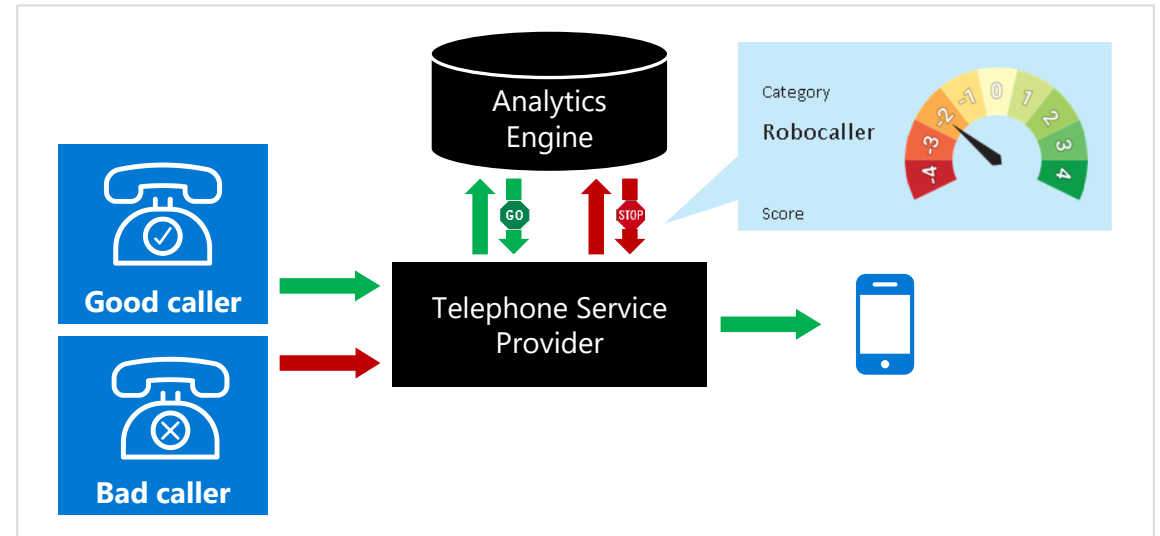 Analytics
Engine
Category
Robocaller
-4
-3
-2
-1
0
1
2
3
4
Score
GO
STOP
Good caller
Telephone Service
Provider
Bad caller